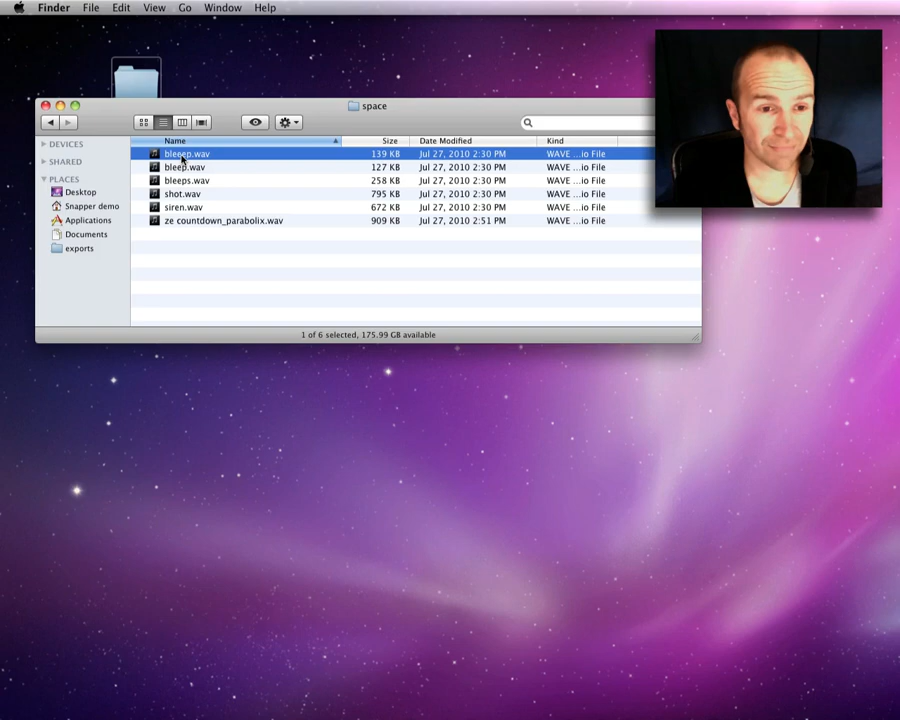 Finder File Edit View Go Window Help
space
Name Size Date Modified Kind
DEVICES
SHARED
PLACES
Desktop
Snapper demo
Applications
Documents
exports
bleeep.wav 139 KB Jul 27, 2010 2:30 PM WAVE ...io File
bleep.wav 127 KB Jul 27, 2010 2:30 PM WAVE ...io File
bleeps.wav 258 KB Jul 27, 2010 2:30 PM WAVE ...io File
shot.wav 795 KB Jul 27, 2010 2:30 PM WAVE ...io File
siren.wav 672 KB Jul 27, 2010 2:30 PM WAVE ...io File
ze countdown_parabolix.wav 909 KB Jul 27, 2010 2:51 PM WAVE ...io File
1 of 6 selected, 175.99 GB available